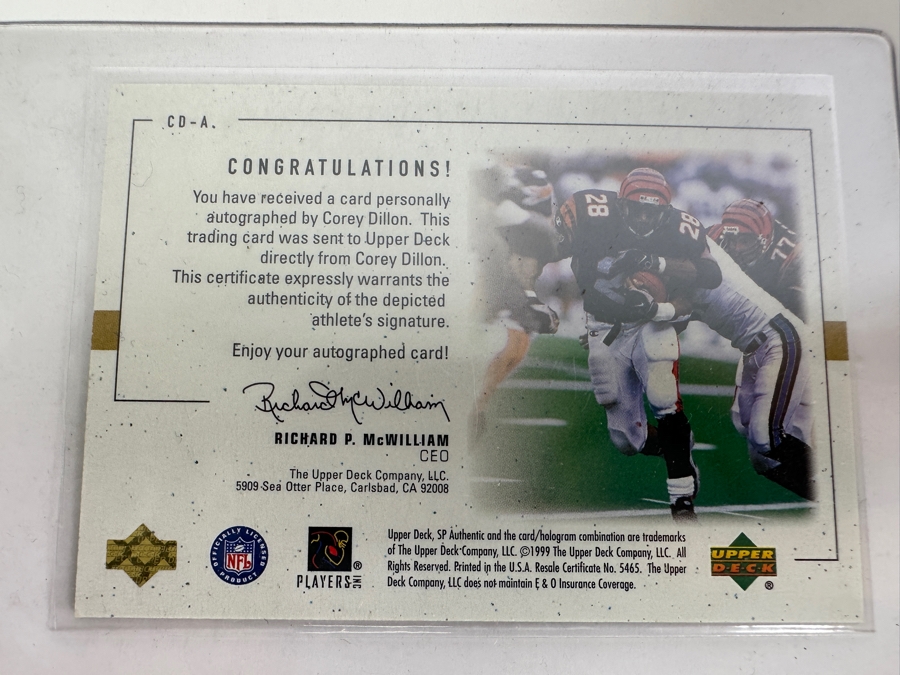 CD-A.
CONGRATULATIONS!
You have received a card personally
autographed by Corey Dillon. This
trading card was sent to Upper Deck
directly from Corey Dillon.
This certificate expressly warrants the
authenticity of the depicted
athlete's signature.
Enjoy your autographed card!
Richard P. McWilliam
RICHARD P. McWILLIAM
CEO
The Upper Deck Company, LLC.
5909 Sea Otter Place, Carlsbad, CA 92008
28
28
77
OFFICIALLY LICENSED
NFL
PRODUCT
PLAYERS INC ®
Upper Deck, SP Authentic and the card/hologram combination are trademarks
of The Upper Deck Company, LLC. ©1999 The Upper Deck Company, LLC. All
Rights Reserved. Printed in the U.S.A. Resale Certificate No. 5465. The Upper
Deck Company, LLC does not maintain E & O Insurance Coverage.
UPPER
DECK ®